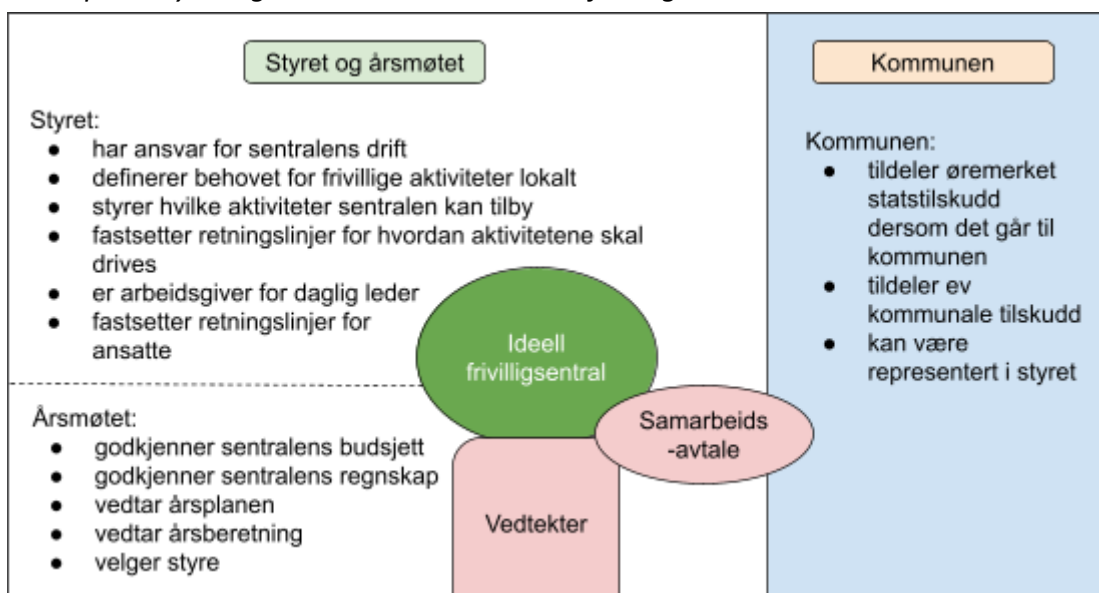 Styret og årsmøtet
Styret:
● har ansvar for sentralens drift
● definerer behovet for frivillige aktiviteter lokalt
● styrer hvilke aktiviteter sentralen kan tilby
● fastsetter retningslinjer for hvordan aktivitetene skal
drives
● er arbeidsgiver for daglig leder
● fastsetter retningslinjer for
ansatte
Årsmøtet:
● godkjenner sentralens budsjett
● godkjenner sentralens regnskap
● vedtar årsplanen
● vedtar årsberetning
● velger styre
Ideell
frivilligsentral
Samarbeids
-avtale
Vedtekter
Kommunen
Kommunen:
● tildeler øremerket
statstilskudd
dersom det går til
kommunen
● tildeler ev
kommunale tilskudd
● kan være
representert i styret